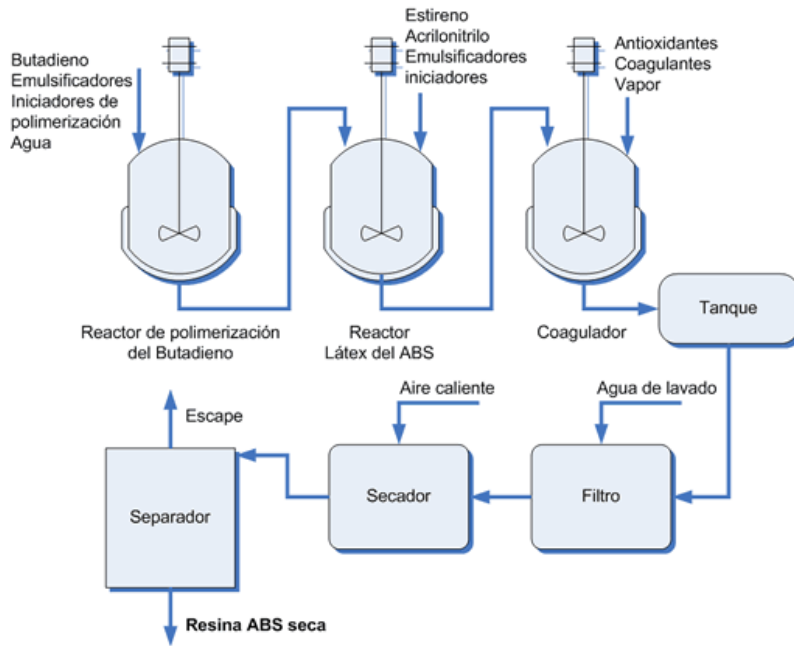 Butadieno
Emulsificadores
Iniciadores de
polimerización
Agua
Estireno
Acrilonitrilo
Emulsificadores
iniciadores
Antioxidantes
Coagulantes
Vapor
Reactor de polimerización
del Butadieno
Reactor
Látex del ABS
Coagulador
Tanque
Escape
Aire caliente
Agua de lavado
Separador
Secador
Filtro
Resina ABS seca